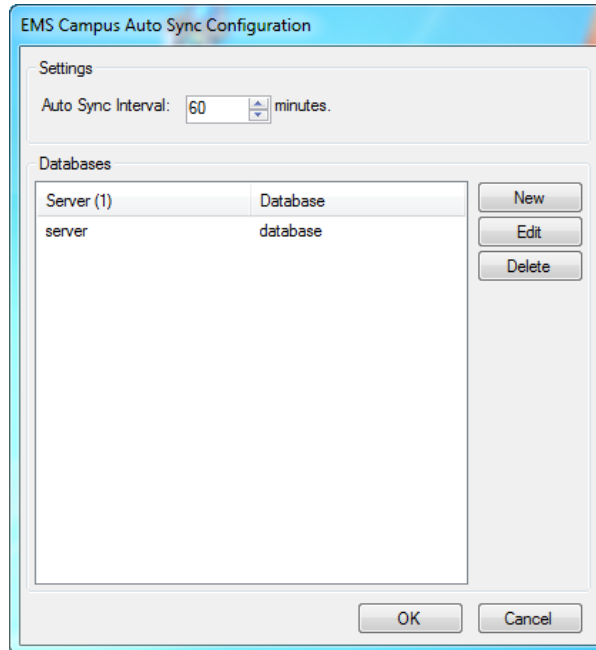 EMS Campus Auto Sync Configuration
Settings
Auto Sync Interval: 60 minutes.
Databases
Server (1) Database New
server database Edit
Delete
OK Cancel